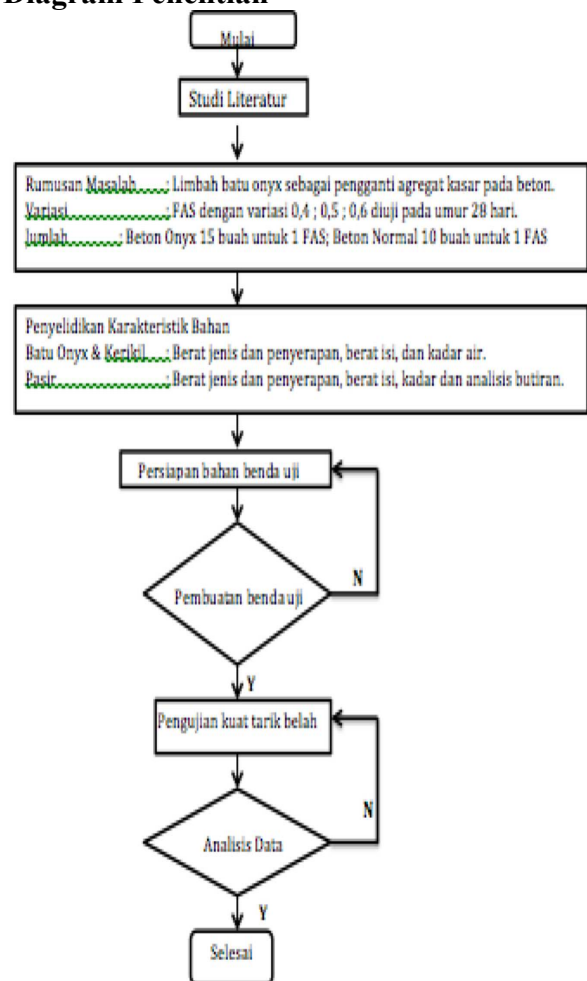 Diagram Penelitian
Mulai
Studi Literatur
Rumusan Masalah : Limbah batu onyx sebagai pengganti agregat kasar pada beton.
Variasi : FAS dengan variasi 0,4 ; 0,5 ; 0,6 diuji pada umur 28 hari.
Jumlah : Beton Onyx 15 buah untuk 1 FAS; Beton Normal 10 buah untuk 1 FAS
Penyelidikan Karakteristik Bahan
Batu Onyx & Kerikil : Berat jenis dan penyerapan, berat isi, dan kadar air.
Pasir : Berat jenis dan penyerapan, berat isi, kadar dan analisis butiran.
Persiapan bahan benda uji
N
Pembuatan benda uji
Y
Pengujian kuat tarik belah
N
Analisis Data
Y
Selesai